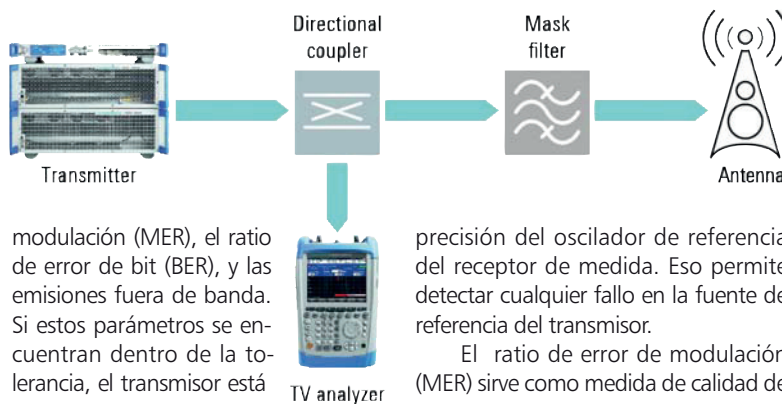 Directional
coupler
Mask
filter
Transmitter
Antenna
modulación (MER), el ratio
de error de bit (BER), y las
emisiones fuera de banda.
Si estos parámetros se en-
cuentran dentro de la to-
lerancia, el transmisor está
TV analyzer
precisión del oscilador de referencia
del receptor de medida. Eso permite
detectar cualquier fallo en la fuente de
referencia del transmisor.
El ratio de error de modulación
(MER) sirve como medida de calidad de